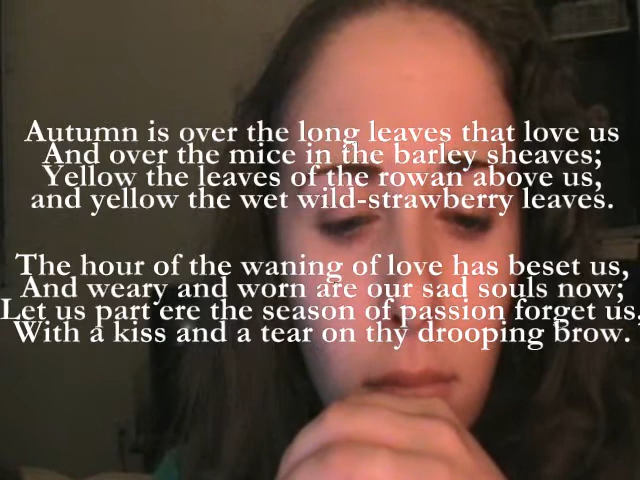 Autumn is over the long leaves that love us
And over the mice in the barley sheaves;
Yellow the leaves of the rowan above us,
and yellow the wet wild-strawberry leaves.
The hour of the waning of love has beset us,
And weary and worn are our sad souls now;
Let us part ere the season of passion forget us,
With a kiss and a tear on thy drooping brow.